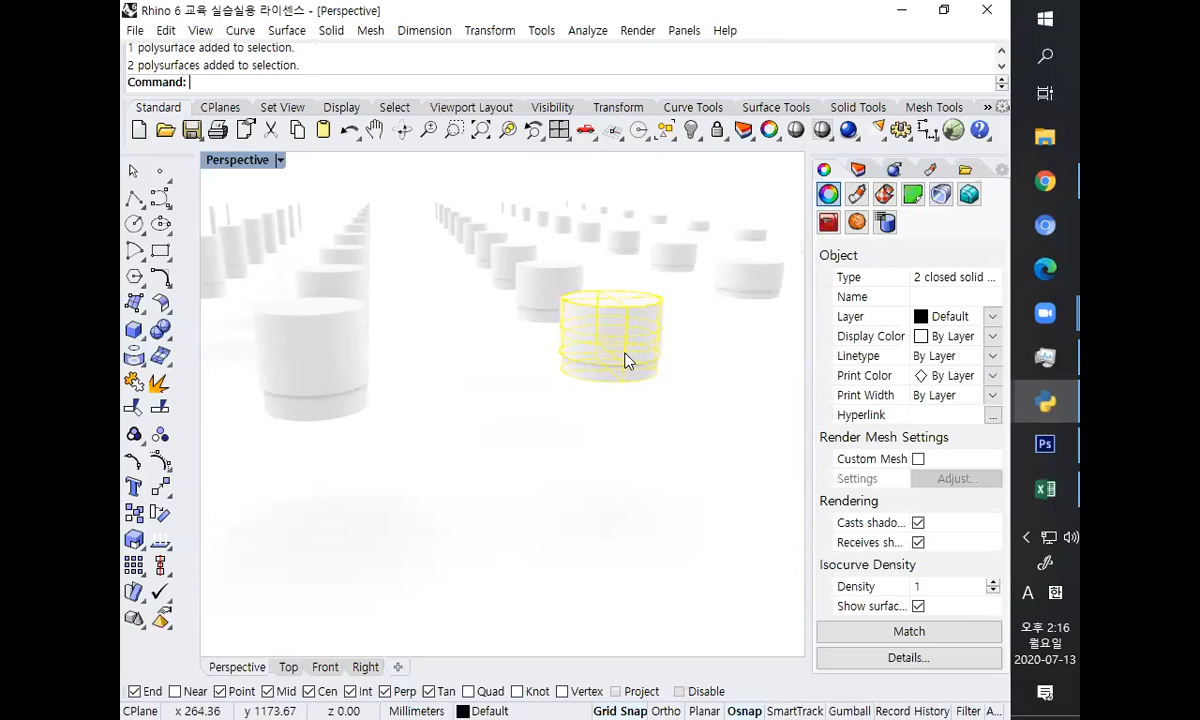 Rhino 6 교육 실습실용 라이센스 - [Perspective]
File Edit View Curve Surface Solid Mesh Dimension Transform Tools Analyze Render Panels Help
1 polysurface added to selection.
2 polysurfaces added to selection.
Command:
Standard CPlanes Set View Display Select Viewport Layout Visibility Transform Curve Tools Surface Tools Solid Tools Mesh Tools »
Perspective
Object
Type 2 closed solid ...
Name
Layer Default
Display Color By Layer
Linetype By Layer
Print Color By Layer
Print Width By Layer
Hyperlink ...
Render Mesh Settings
Custom Mesh
Settings Adjust...
Rendering
Casts shado...
Receives sh...
Isocurve Density
Density 1
Show surfac...
Match
Details...
Perspective Top Front Right
End Near Point Mid Cen Int Perp Tan Quad Knot Vertex Project Disable
CPlane x 264.36 y 1173.67 z 0.00 Millimeters Default Grid Snap Ortho Planar Osnap SmartTrack Gumball Record History Filter A...
Ps
X
A 한
오후 2:16
월요일
2020-07-13